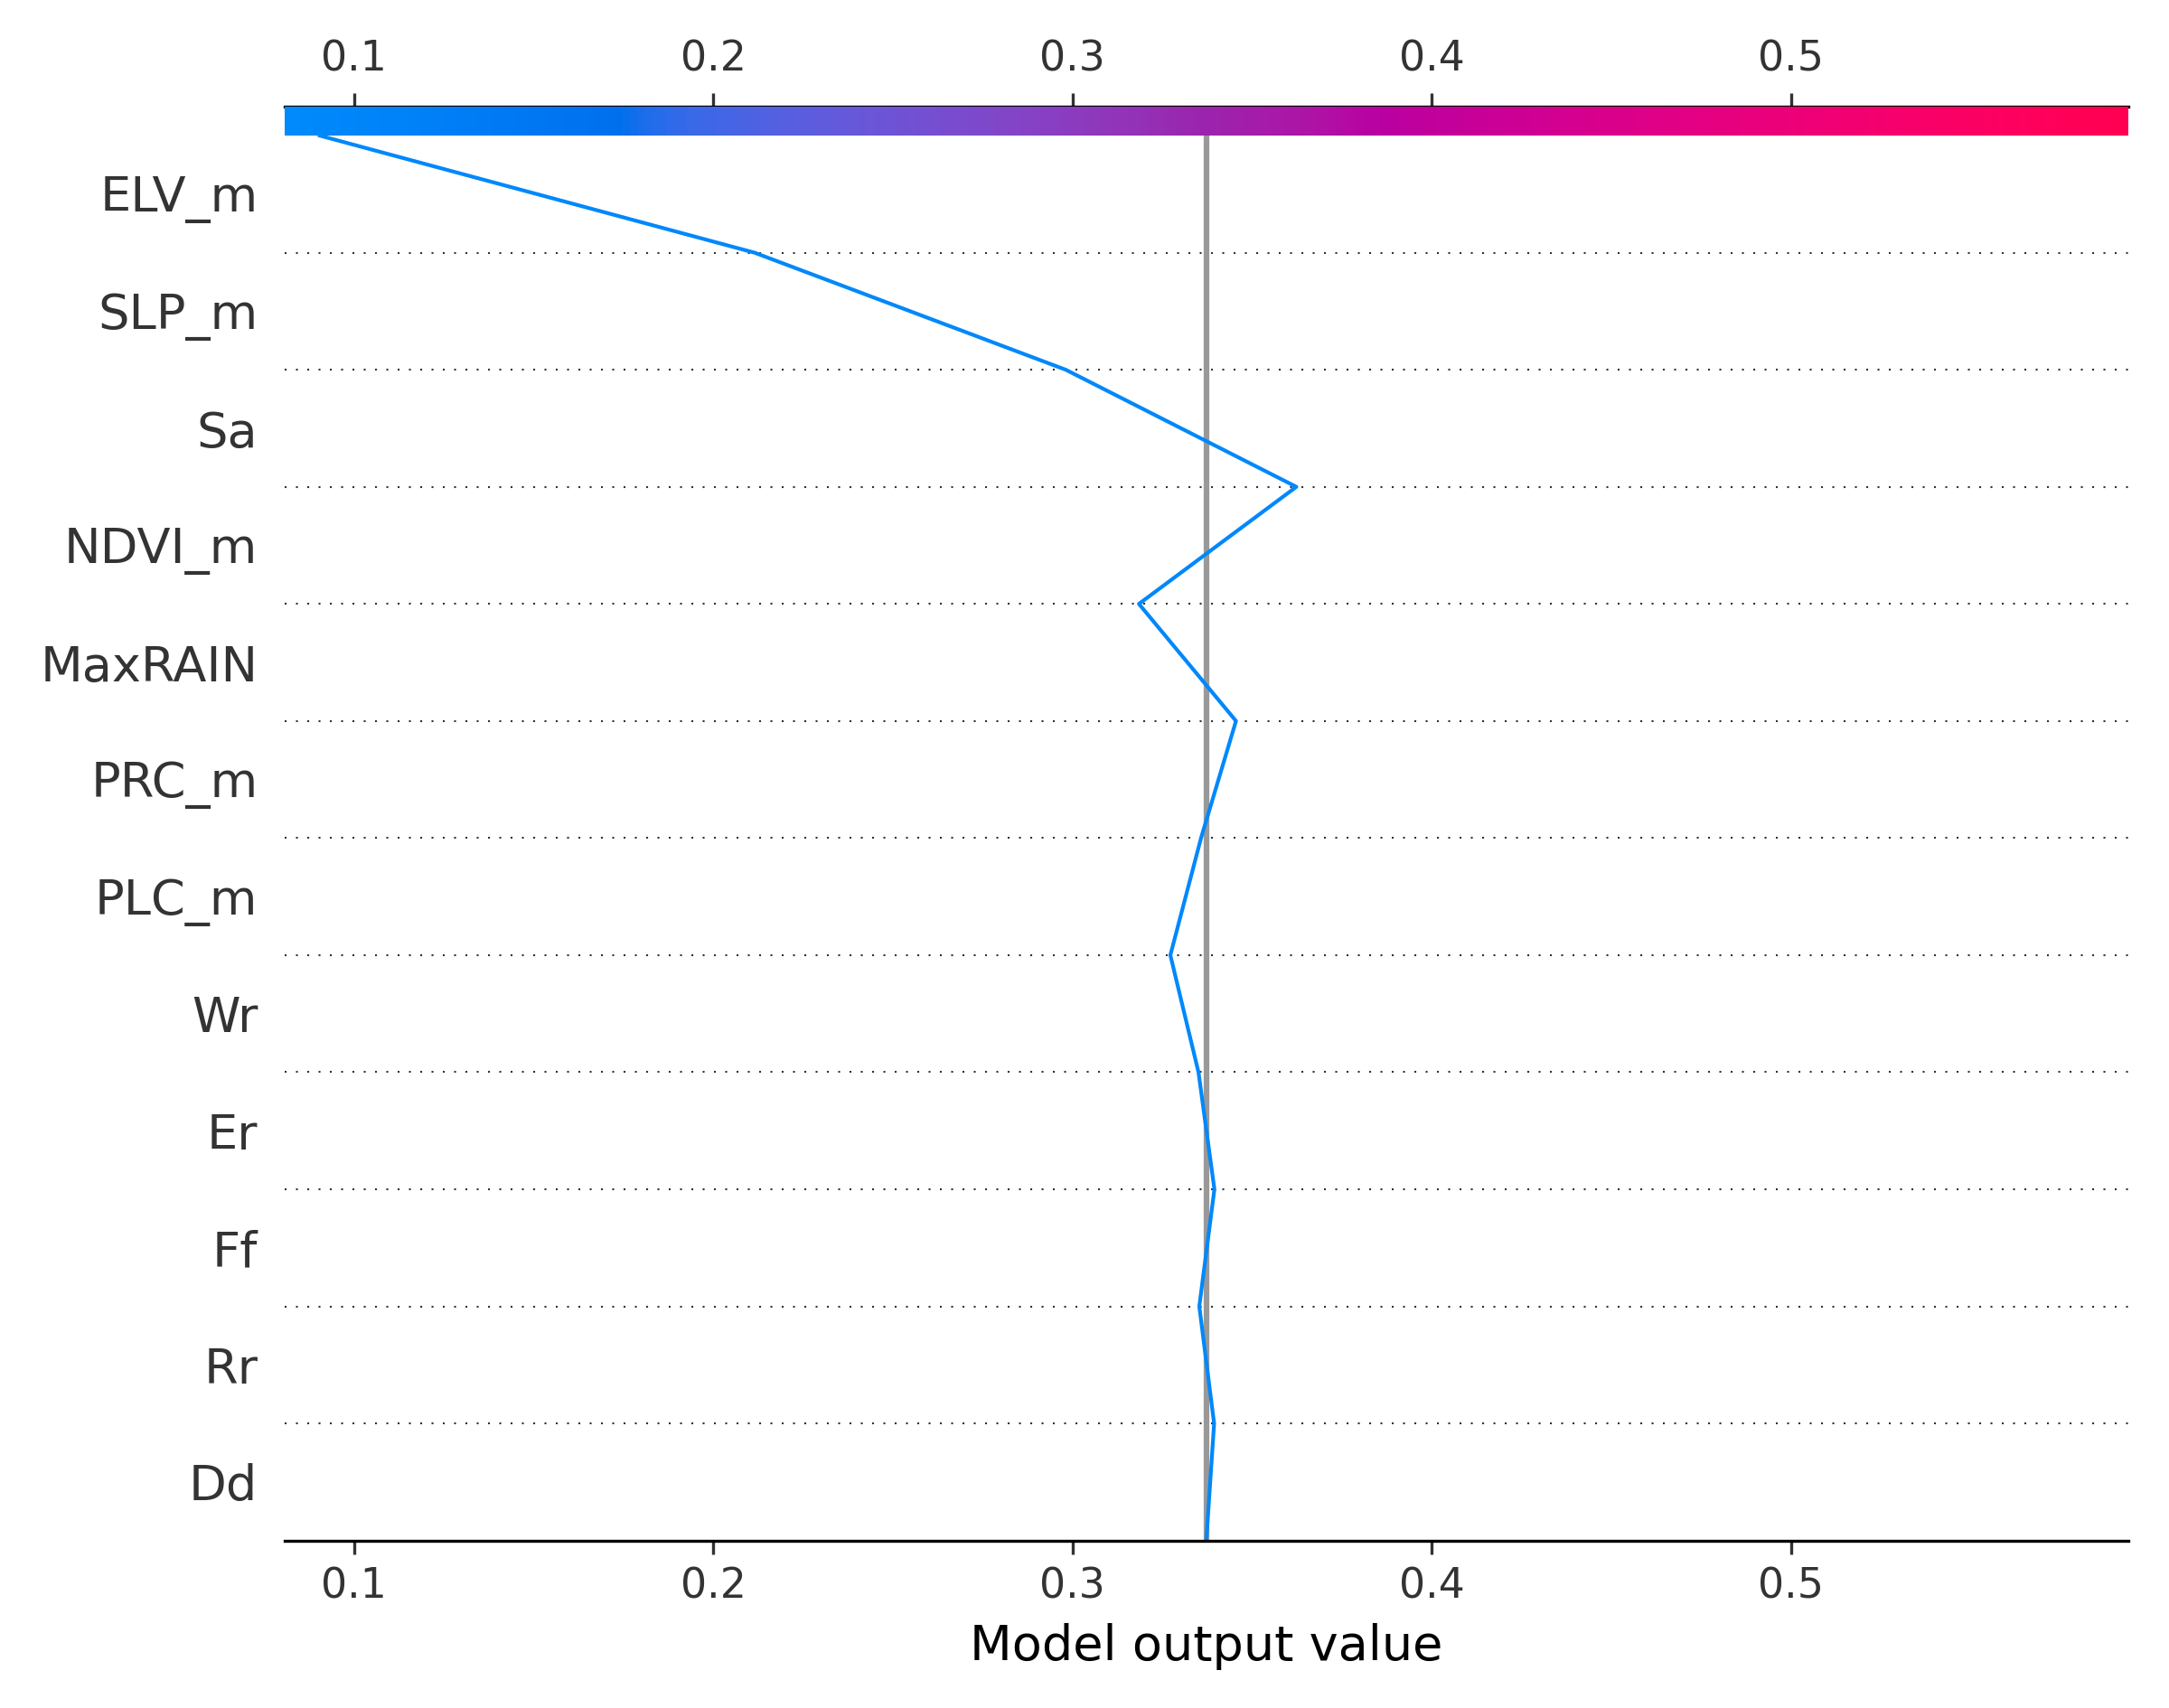 0.1 0.2 0.3 0.4 0.5
ELV_m
SLP_m
Sa
NDVI_m
MaxRAIN
PRC_m
PLC_m
Wr
Er
Ff
Rr
Dd
0.1 0.2 0.3 0.4 0.5
Model output value